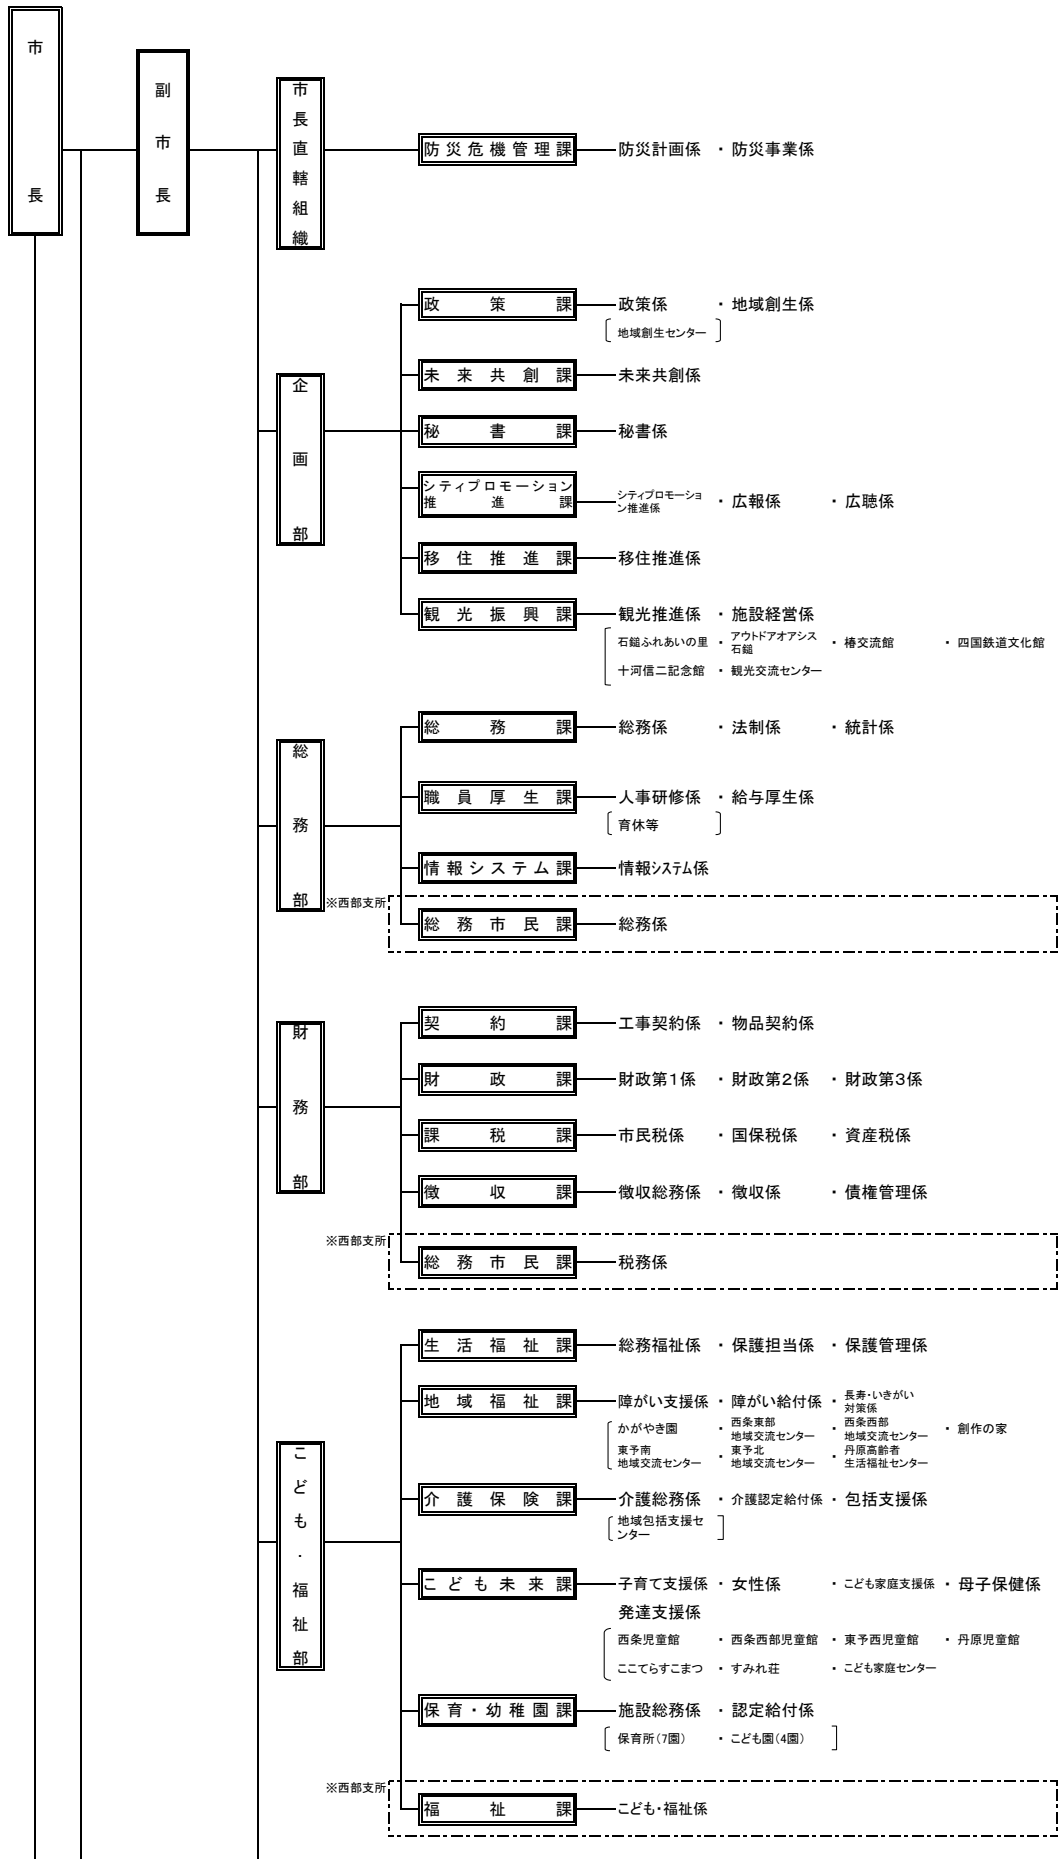 市長
副市長
市長直轄組織
防災危機管理課 防災計画係 ・ 防災事業係
企画部
政策課 政策係 ・ 地域創生係
地域創生センター
未来共創課 未来共創係
秘書課 秘書係
シティプロモーション
推進課
シティプロモーショ
ン推進係
・ 広報係 ・ 広聴係
移住推進課 移住推進係
観光振興課 観光推進係 ・ 施設経営係
石鎚ふれあいの里 ・ アウトドアオアシス
石鎚
・ 椿交流館 ・ 四国鉄道文化館
十河信二記念館 ・ 観光交流センター
総務部
総務課 総務係 ・ 法制係 ・ 統計係
職員厚生課 人事研修係 ・ 給与厚生係
育休等
情報システム課 情報システム係
※西部支所
総務市民課 総務係
財務部
契約課 工事契約係 ・ 物品契約係
財政課 財政第1係 ・ 財政第2係 ・ 財政第3係
課税課 市民税係 ・ 国保税係 ・ 資産税係
徴収課 徴収総務係 ・ 徴収係 ・ 債権管理係
※西部支所
総務市民課 税務係
こども・福祉部
生活福祉課 総務福祉係 ・ 保護担当係 ・ 保護管理係
地域福祉課 障がい支援係 ・ 障がい給付係 ・ 長寿・いきがい
対策係
かがやき園 ・ 西条東部
地域交流センター
・ 西条西部
地域交流センター
・ 創作の家
東予南
地域交流センター
・ 東予北
地域交流センター
・ 丹原高齢者
生活福祉センター
介護保険課 介護総務係 ・ 介護認定給付係 ・ 包括支援係
地域包括支援セ
ンター
こども未来課 子育て支援係 ・ 女性係 ・ こども家庭支援係 ・ 母子保健係
発達支援係
西条児童館 ・ 西条西部児童館 ・ 東予西児童館 ・ 丹原児童館
ここてらすこまつ ・ すみれ荘 ・ こども家庭センター
保育・幼稚園課 施設総務係 ・ 認定給付係
保育所(7園) ・ こども園(4園)
※西部支所
福祉課 こども・福祉係